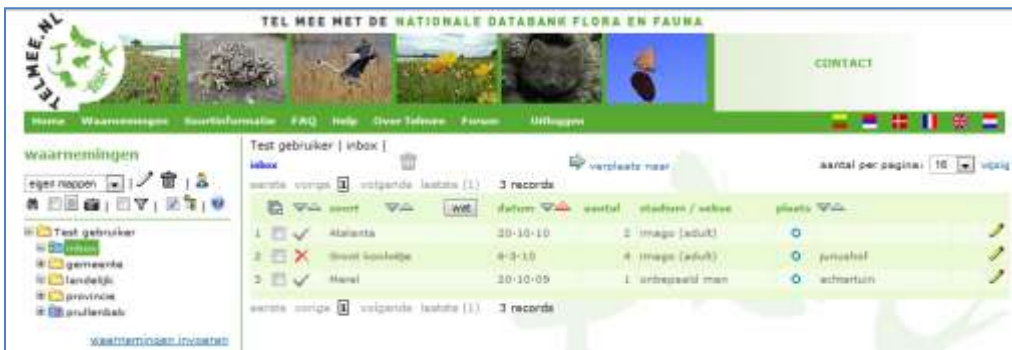 TELMEE.NL
TEL MEE MET DE NATIONALE DATABANK FLORA EN FAUNA
CONTACT
Home Waarnemingen Soortinformatie FAQ Help Over Telmee Forum Uitloggen
waarnemingen
eigen mappen
Test gebruiker
inbox
gemeente
landelijk
provincie
prullenbak
waarnemingen invoeren
Test gebruiker | inbox |
inbox
verplaats naar
aantal per pagina: 16 wijzig
eerste vorige 1 volgende laatste (1) 3 records
soort wet datum aantal stadium / sekse plaats
1 Atalanta 20-10-10 2 imago (adult)
2 Groot koolwitje 6-3-10 4 imago (adult) junushof
3 Merel 20-10-09 1 onbepaald man achtertuin
eerste vorige 1 volgende laatste (1) 3 records